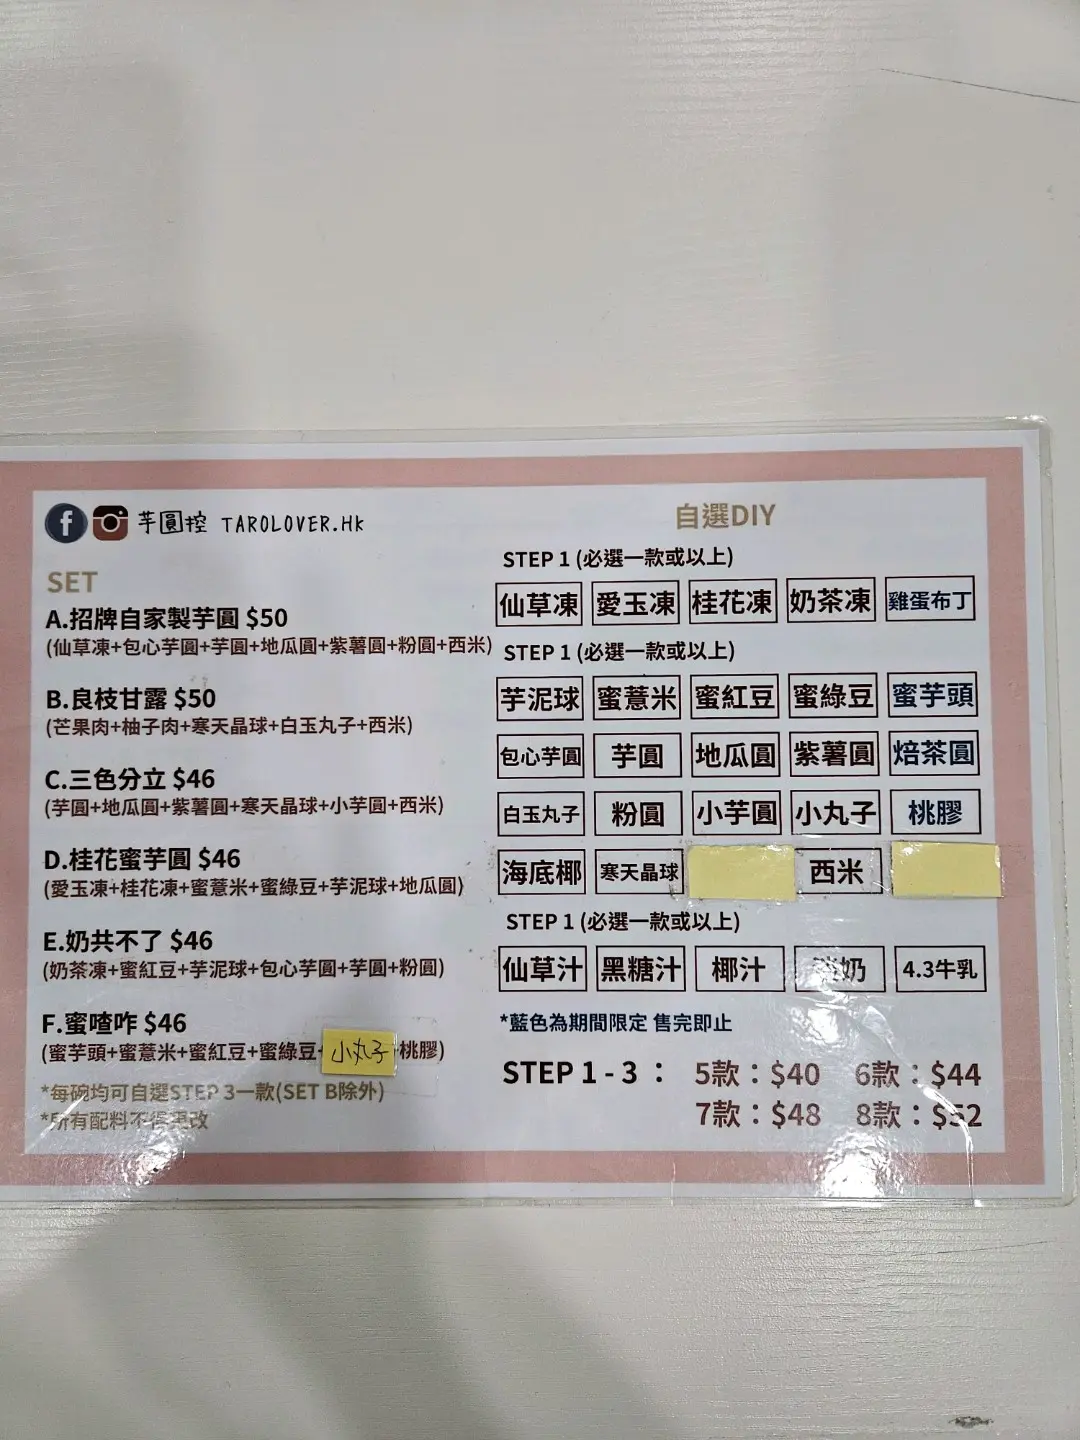 芋圓控 TAROLOVER.HK
SET
A.招牌自家製芋圓 $50
(仙草凍+包心芋圓+芋圓+地瓜圓+紫薯圓+粉圓+西米)
B.良枝甘露 $50
(芒果肉+柚子肉+寒天晶球+白玉丸子+西米)
C.三色分立 $46
(芋圓+地瓜圓+紫薯圓+寒天晶球+小芋圓+西米)
D.桂花蜜芋圓 $46
(愛玉凍+桂花凍+蜜薏米+蜜綠豆+芋泥球+地瓜圓)
E.奶共不了 $46
(奶茶凍+蜜紅豆+芋泥球+包心芋圓+芋圓+粉圓)
F.蜜喳咋 $46
(蜜芋頭+蜜薏米+蜜紅豆+蜜綠豆+小丸子+桃膠)
*每碗均可自選STEP 3一款(SET B除外)
*所有配料不得更改
自選DIY
STEP 1 (必選一款或以上)
仙草凍 愛玉凍 桂花凍 奶茶凍 雞蛋布丁
STEP 1 (必選一款或以上)
芋泥球 蜜薏米 蜜紅豆 蜜綠豆 蜜芋頭
包心芋圓 芋圓 地瓜圓 紫薯圓 焙茶圓
白玉丸子 粉圓 小芋圓 小丸子 桃膠
海底椰 寒天晶球 西米
STEP 1 (必選一款或以上)
仙草汁 黑糖汁 椰汁 奶 4.3牛乳
*藍色為期間限定 售完即止
STEP 1 - 3 : 5款：$40 6款：$44
7款：$48 8款：$52